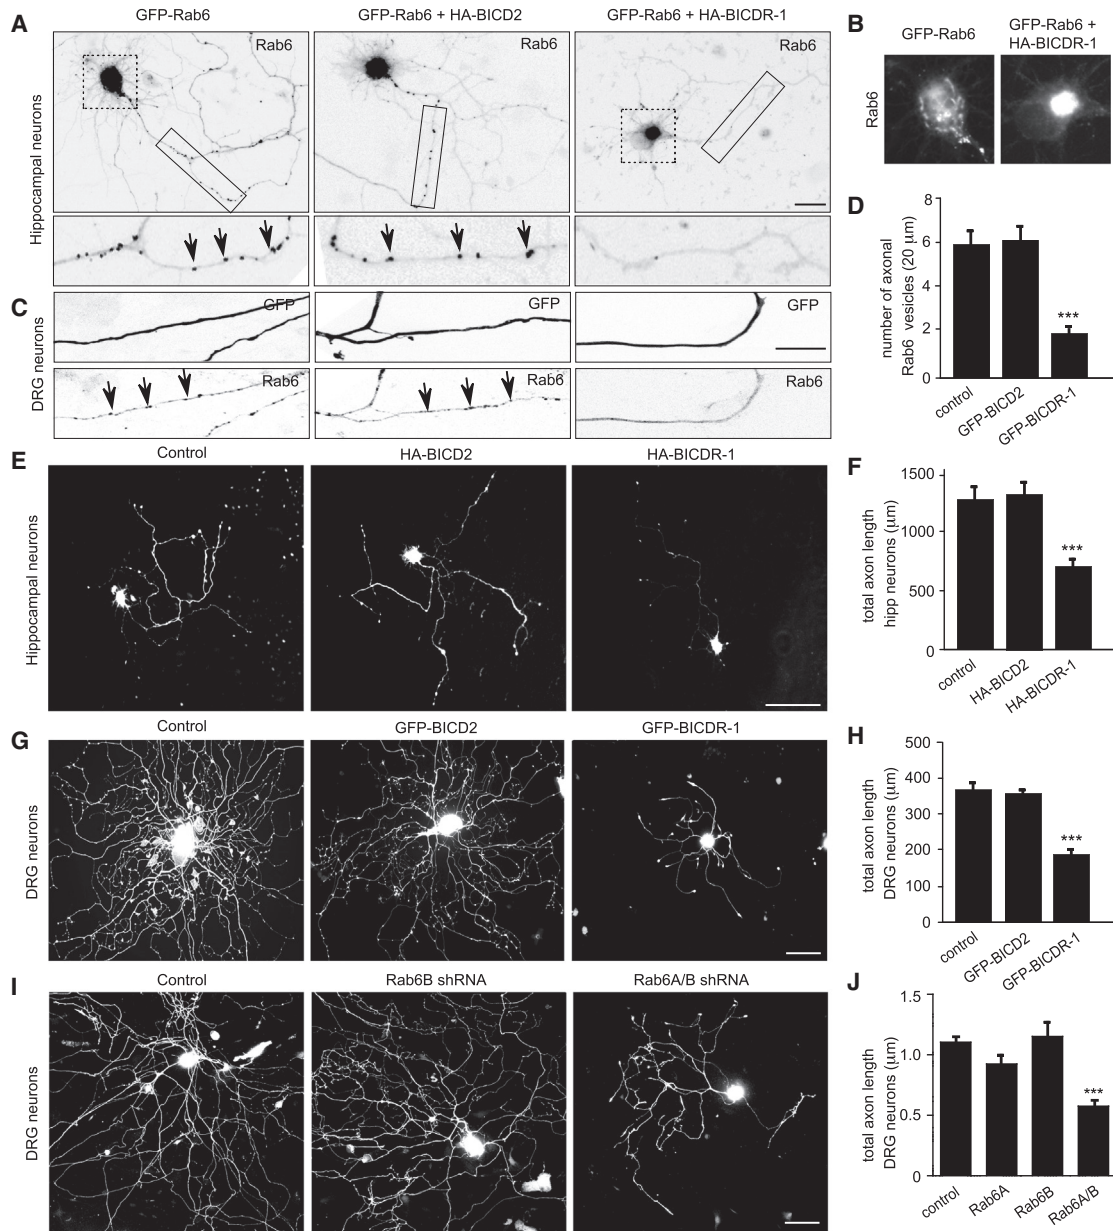 A
GFP-Rab6
GFP-Rab6 + HA-BICD2
GFP-Rab6 + HA-BICDR-1
Hippocampal neurons
Rab6
Rab6
Rab6
B
GFP-Rab6
GFP-Rab6 +
HA-BICDR-1
Rab6
C
DRG neurons
GFP
GFP
GFP
Rab6
Rab6
Rab6
D
number of axonal
Rab6 vesicles (20 μm)
8
6
4
2
0
***
control
GFP-BICD2
GFP-BICDR-1
E
Control
HA-BICD2
HA-BICDR-1
Hippocampal neurons
F
total axon length
hipp neurons (μm)
1500
1000
500
0
***
control
HA-BICD2
HA-BICDR-1
G
Control
GFP-BICD2
GFP-BICDR-1
DRG neurons
H
total axon length
DRG neurons (μm)
500
400
300
200
100
0
***
control
GFP-BICD2
GFP-BICDR-1
I
Control
Rab6B shRNA
Rab6A/B shRNA
DRG neurons
J
total axon length
DRG neurons (μm)
1.5
1.0
0.5
0
***
control
Rab6A
Rab6B
Rab6A/B